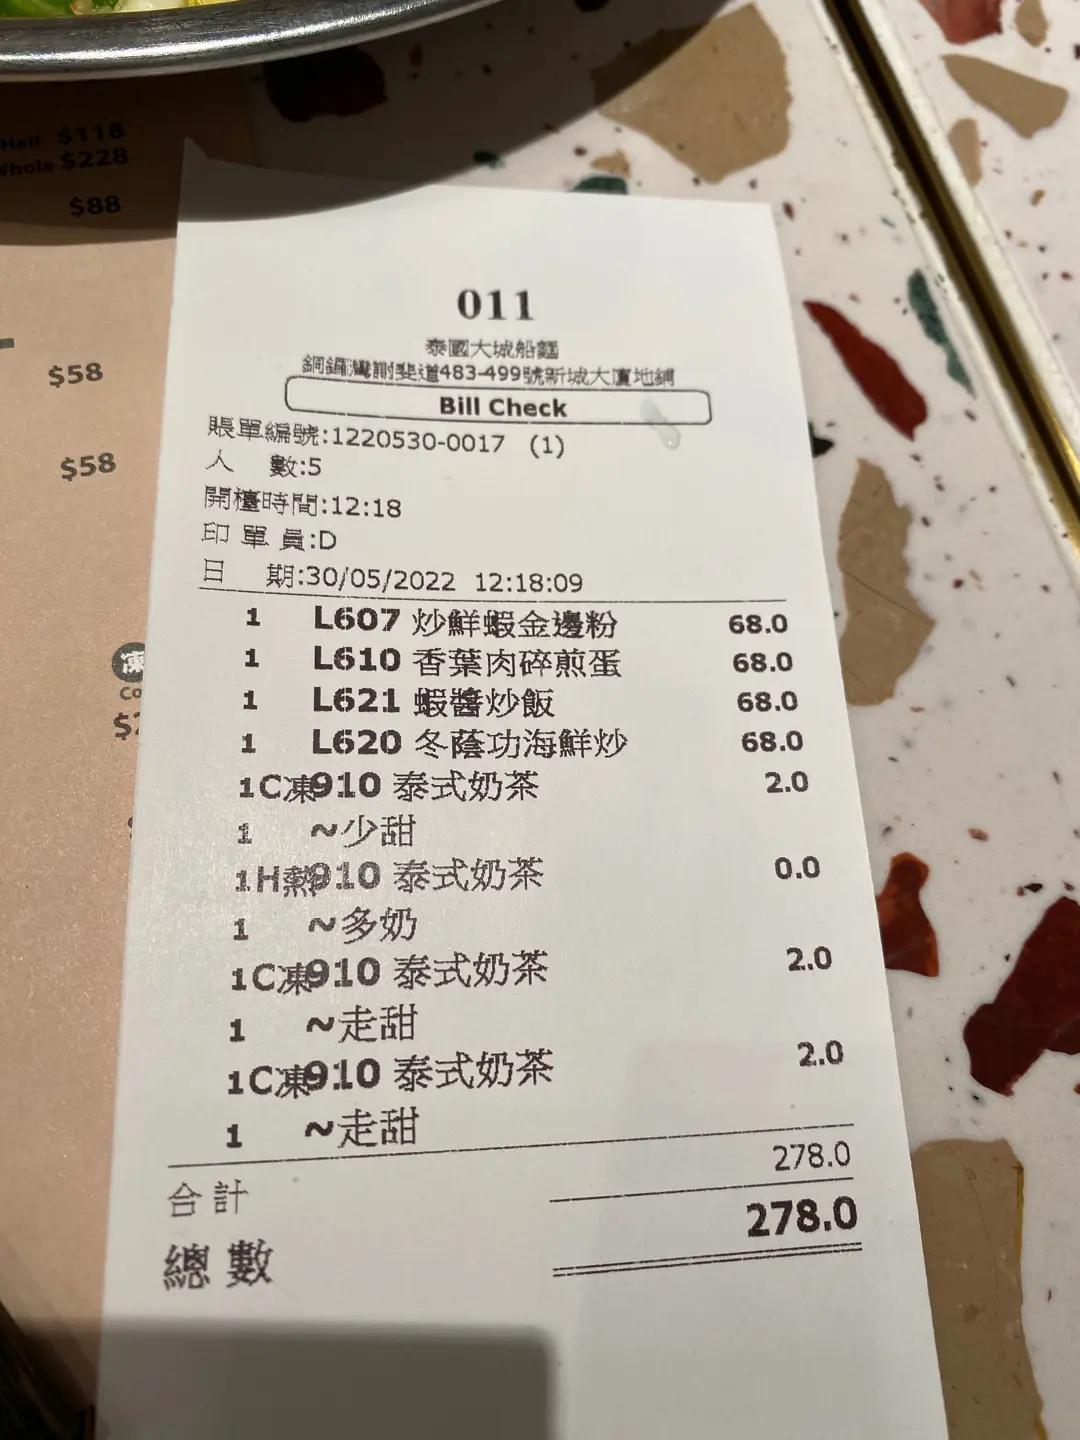 Half $118
Whole $228
$88
$58
$58
凍
011
泰國大城船麵
銅鑼灣謝斐道483-499號新城大廈地鋪
Bill Check
賬單編號:1220530-0017 (1)
人 數:5
開檯時間:12:18
印單員:D
日 期:30/05/2022 12:18:09
1 L607 炒鮮蝦金邊粉 68.0
1 L610 香葉肉碎煎蛋 68.0
1 L621 蝦醬炒飯 68.0
1 L620 冬蔭功海鮮炒 68.0
1C凍910 泰式奶茶 2.0
1 ~少甜
1H熱910 泰式奶茶 0.0
1 ~多奶
1C凍910 泰式奶茶 2.0
1 ~走甜
1C凍910 泰式奶茶 2.0
1 ~走甜
合計 278.0
總數 278.0